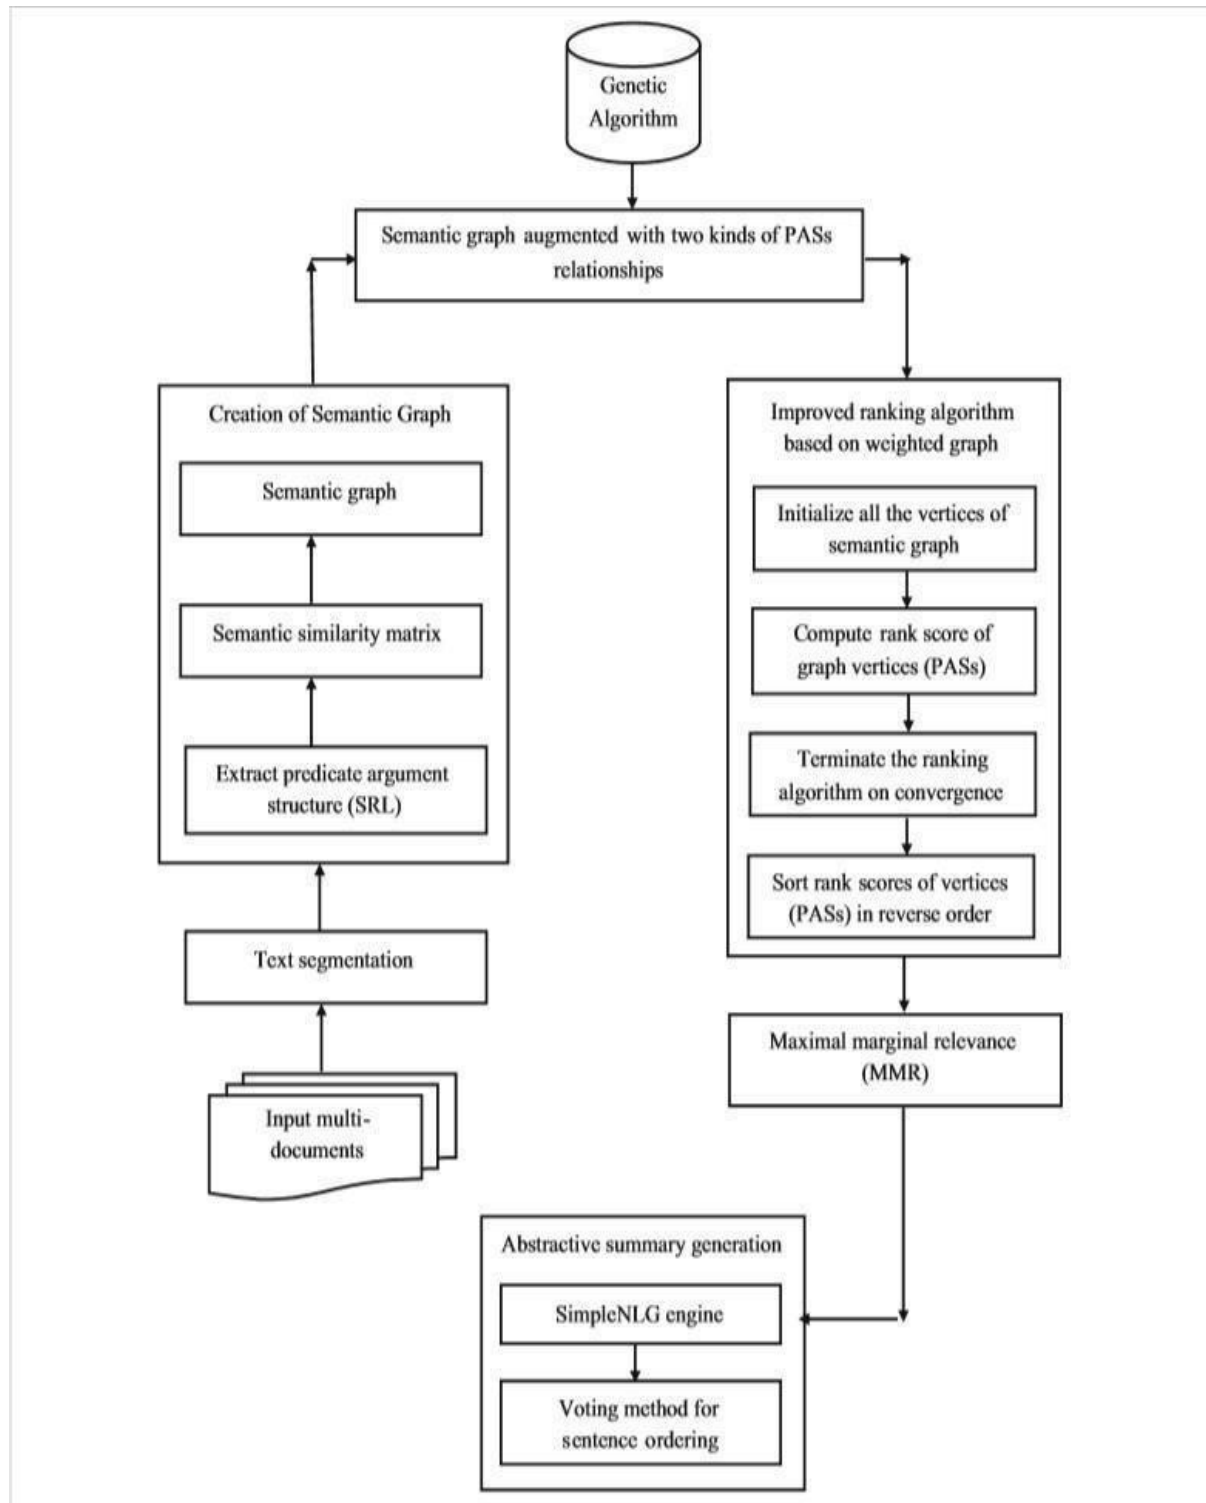 Genetic
Algorithm
Semantic graph augmented with two kinds of PASs
relationships
Creation of Semantic Graph
Semantic graph
Semantic similarity matrix
Extract predicate argument
structure (SRL)
Text segmentation
Input multi-
documents
Improved ranking algorithm
based on weighted graph
Initialize all the vertices of
semantic graph
Compute rank score of
graph vertices (PASs)
Terminate the ranking
algorithm on convergence
Sort rank scores of vertices
(PASs) in reverse order
Maximal marginal relevance
(MMR)
Abstractive summary generation
SimpleNLG engine
Voting method for
sentence ordering